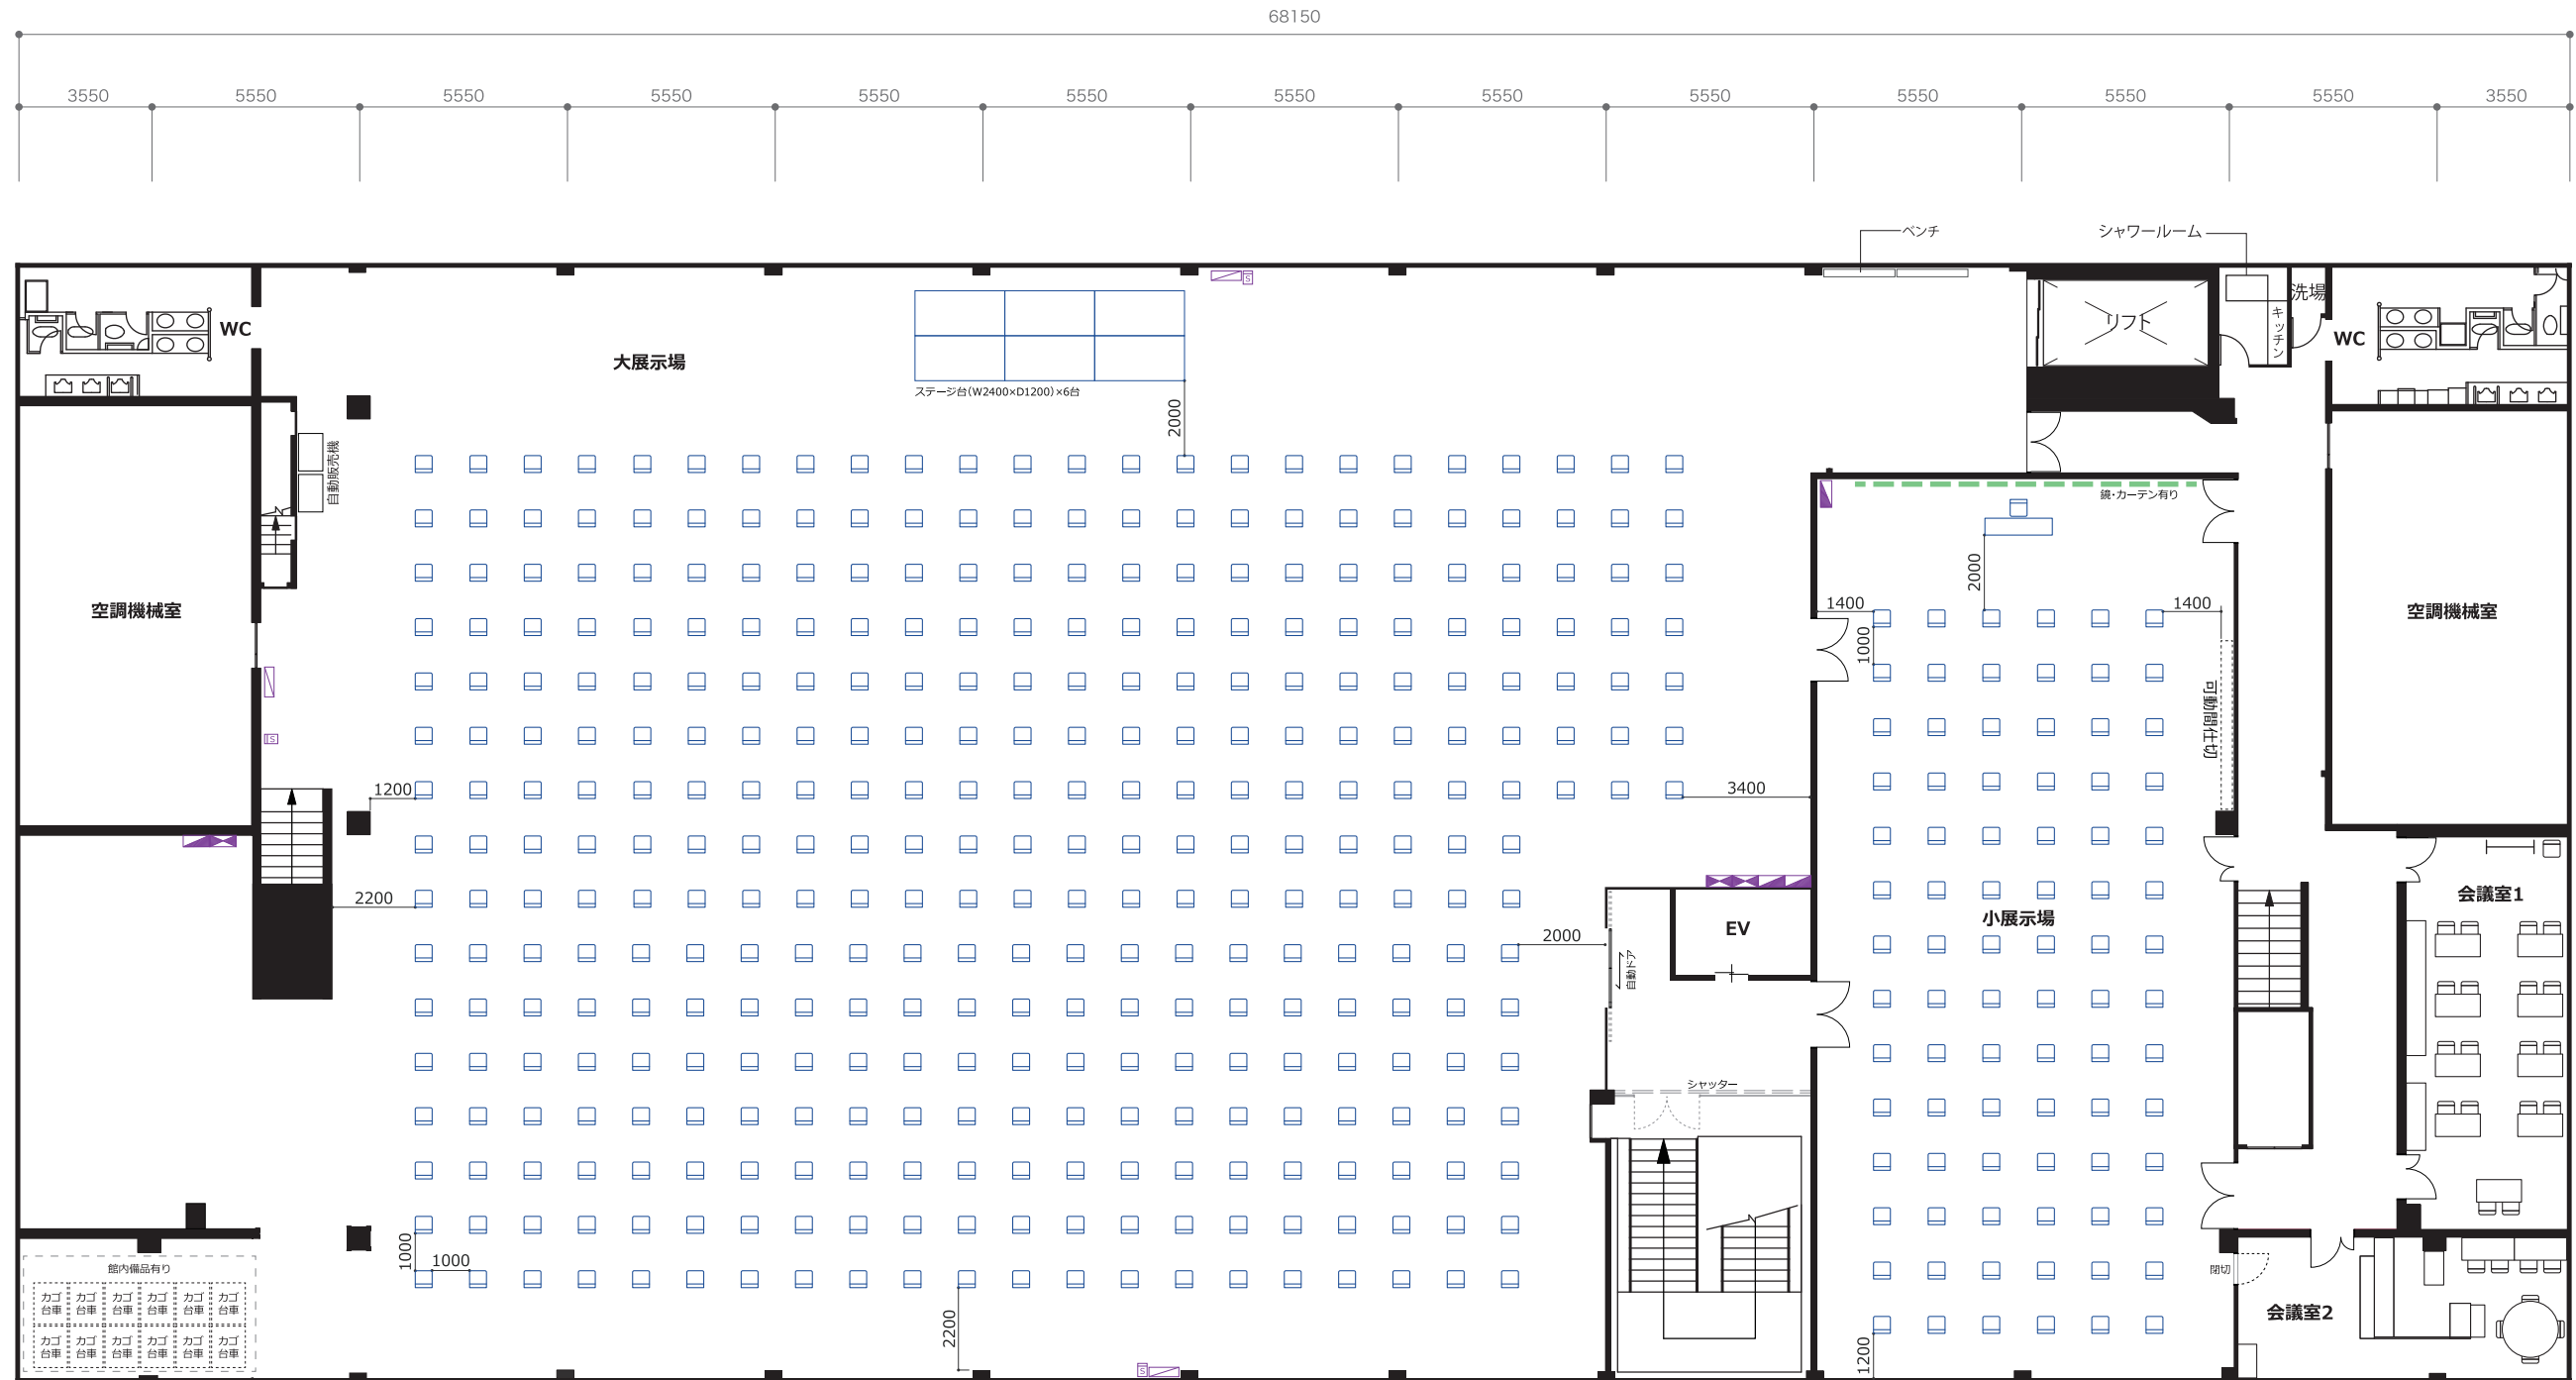 68150
3550 5550 5550 5550 5550 5550 5550 5550 5550 5550 5550 5550 3550
ベンチ
シャワールーム
洗場
キッチン
リフト
WC
WC
大展示場
ステージ台(W2400×D1200)×6台
2000
自動販売機
鏡・カーテン有り
2000
空調機械室
空調機械室
1400
1400
1000
可動間仕切
S
S
1200
3400
2200
EV
2000
自動ドア
小展示場
会議室1
シャッター
1000
1000
2200
S
1200
閉切
会議室2
館内備品有り
カゴ カゴ カゴ カゴ カゴ カゴ
台車 台車 台車 台車 台車 台車
カゴ カゴ カゴ カゴ カゴ カゴ
台車 台車 台車 台車 台車 台車